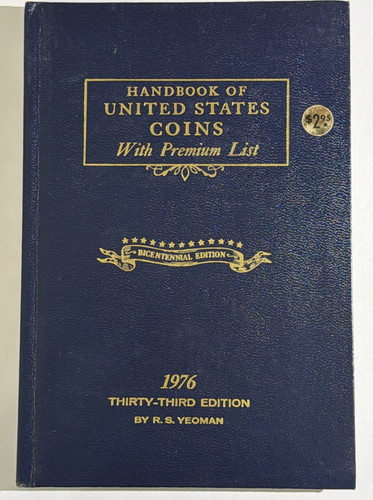 HANDBOOK OF
UNITED STATES
COINS
With Premium List
$2.95
BICENTENNIAL EDITION
1976
THIRTY-THIRD EDITION
BY R. S. YEOMAN